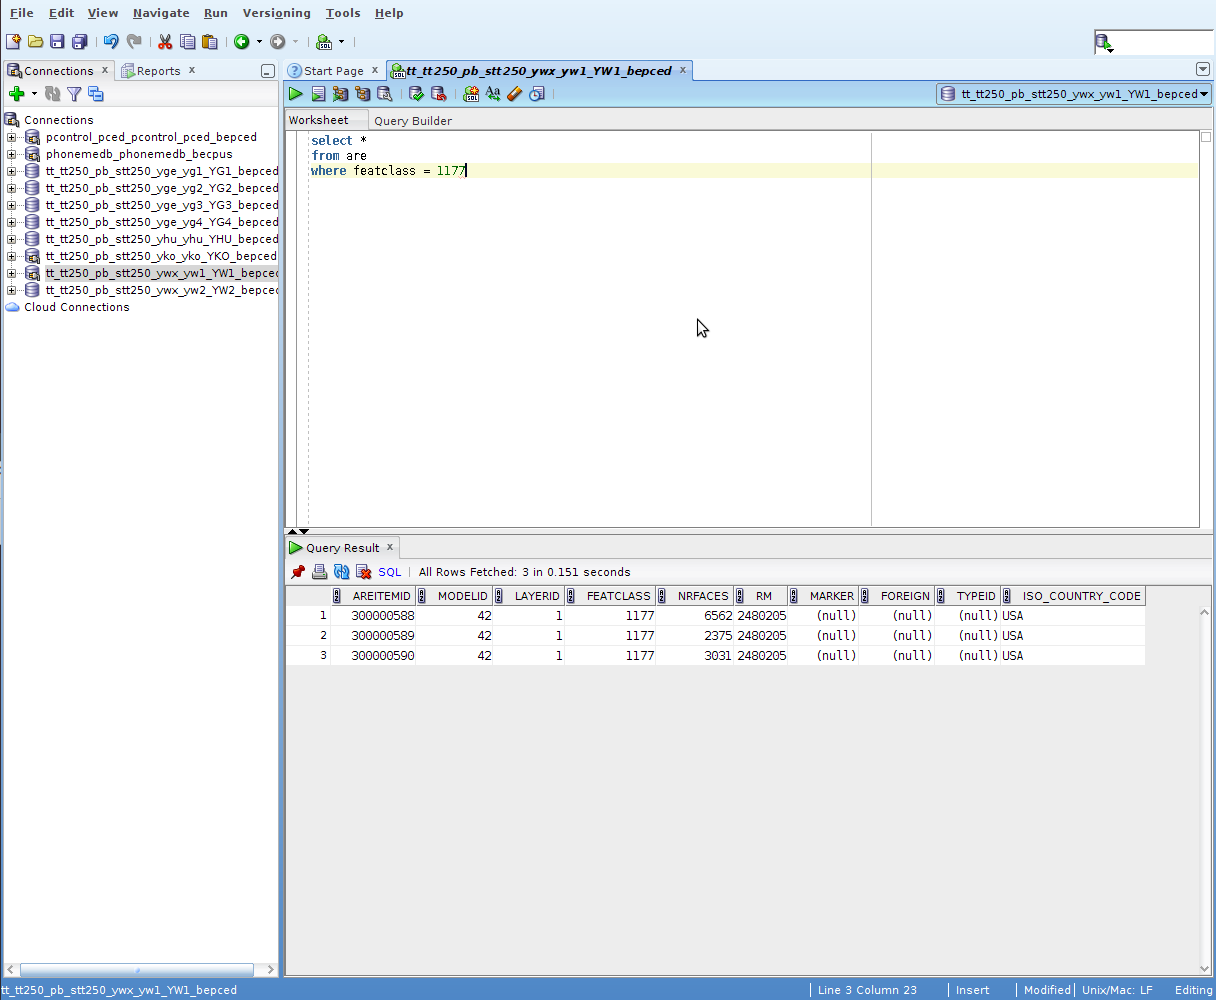 File Edit View Navigate Run Versioning Tools Help
Connections x Reports x
Start Page x tt_tt250_pb_stt250_ywx_yw1_YW1_bepced x
tt_tt250_pb_stt250_ywx_yw1_YW1_bepced
Connections
pcontrol_pced_pcontrol_pced_bepced
phonemedb_phonemedb_becpus
tt_tt250_pb_stt250_yge_yg1_YG1_bepced
tt_tt250_pb_stt250_yge_yg2_YG2_bepced
tt_tt250_pb_stt250_yge_yg3_YG3_bepced
tt_tt250_pb_stt250_yge_yg4_YG4_bepced
tt_tt250_pb_stt250_yhu_yhu_YHU_bepced
tt_tt250_pb_stt250_yko_yko_YKO_bepced
tt_tt250_pb_stt250_ywx_yw1_YW1_bepced
tt_tt250_pb_stt250_ywx_yw2_YW2_bepced
Cloud Connections
Worksheet Query Builder
select *
from are
where featclass = 1177
Query Result x
SQL | All Rows Fetched: 3 in 0.151 seconds
AREITEMID MODELID LAYERID FEATCLASS NRFACES RM MARKER FOREIGN TYPEID ISO_COUNTRY_CODE
1 300000588 42 1 1177 6562 2480205 (null) (null) (null) USA
2 300000589 42 1 1177 2375 2480205 (null) (null) (null) USA
3 300000590 42 1 1177 3031 2480205 (null) (null) (null) USA
tt_tt250_pb_stt250_ywx_yw1_YW1_bepced | Line 3 Column 23 | Insert | Modified | Unix/Mac: LF | Editing